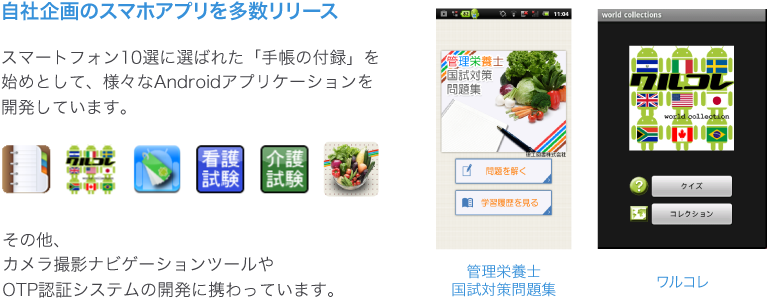 自社企画のスマホアプリを多数リリース
スマートフォン10選に選ばれた「手帳の付録」を
始めとして、様々なAndroidアプリケーションを
開発しています。
ワルコレ
看護
試験
介護
試験
その他、
カメラ撮影ナビゲーションツールや
OTP認証システムの開発に携わっています。
11:04
管理栄養士
国試対策
問題集
問題を解く
学習履歴を見る
管理栄養士
国試対策問題集
world collections
ワルコレ
world collection
クイズ
コレクション
ワルコレ